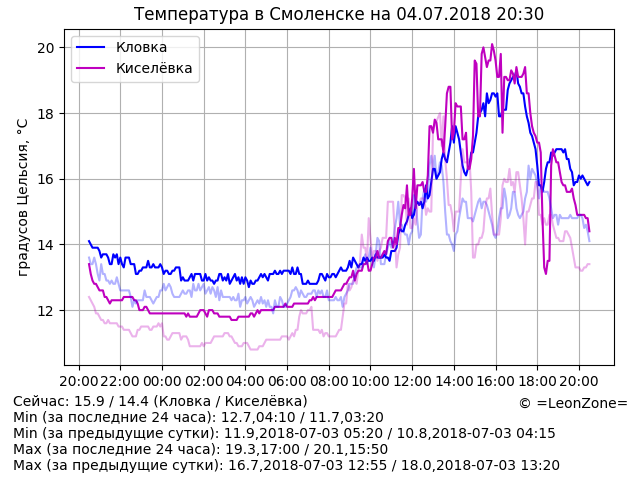 Температура в Смоленске на 04.07.2018 20:30
градусов Цельсия, °C
Кловка
Киселёвка
20
18
16
14
12
20:00 22:00 00:00 02:00 04:00 06:00 08:00 10:00 12:00 14:00 16:00 18:00 20:00
Сейчас: 15.9 / 14.4 (Кловка / Киселёвка)
© =LeonZone=
Min (за последние 24 часа): 12.7,04:10 / 11.7,03:20
Min (за предыдущие сутки): 11.9,2018-07-03 05:20 / 10.8,2018-07-03 04:15
Max (за последние 24 часа): 19.3,17:00 / 20.1,15:50
Max (за предыдущие сутки): 16.7,2018-07-03 12:55 / 18.0,2018-07-03 13:20